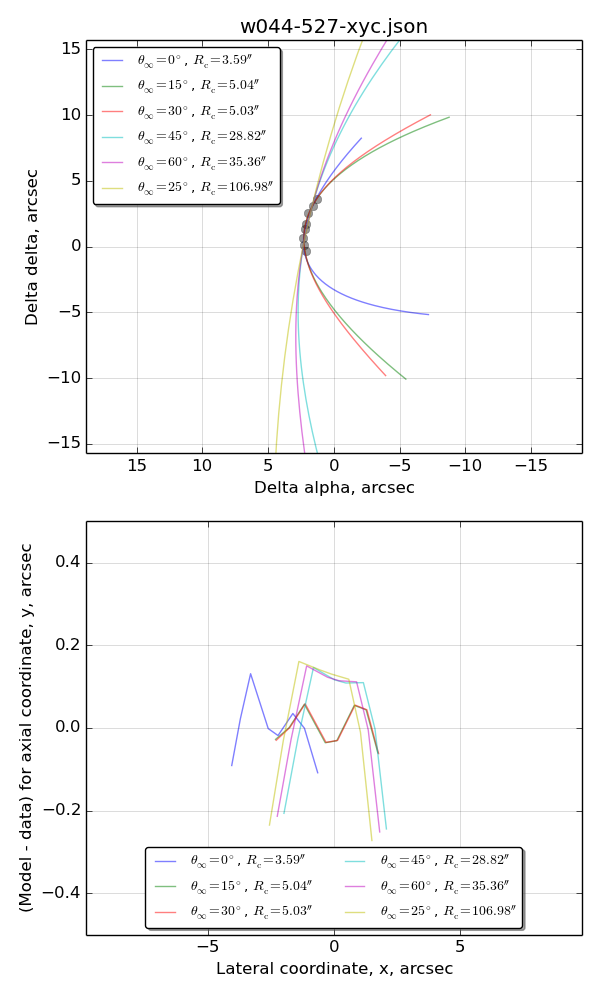 w044-527-xyc.json
15
10
5
0
−5
−10
−15
Delta delta, arcsec
θ∞=0°, Rc=3.59″
θ∞=15°, Rc=5.04″
θ∞=30°, Rc=5.03″
θ∞=45°, Rc=28.82″
θ∞=60°, Rc=35.36″
θ∞=25°, Rc=106.98″
15 10 5 0 −5 −10 −15
Delta alpha, arcsec
0.4
0.2
0.0
−0.2
−0.4
(Model - data) for axial coordinate, y, arcsec
θ∞=0°, Rc=3.59″ θ∞=45°, Rc=28.82″
θ∞=15°, Rc=5.04″ θ∞=60°, Rc=35.36″
θ∞=30°, Rc=5.03″ θ∞=25°, Rc=106.98″
−5 0 5
Lateral coordinate, x, arcsec